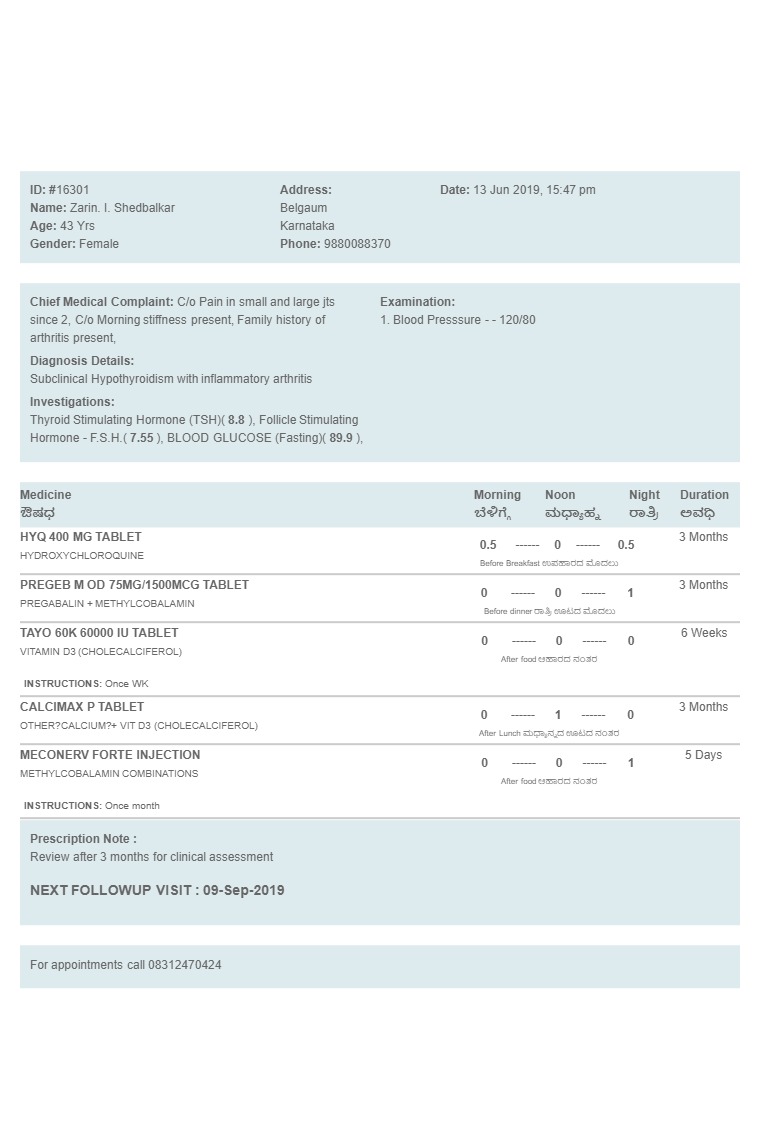 ID: #16301
Name: Zarin. I. Shedbalkar
Age: 43 Yrs
Gender: Female
Address:
Belgaum
Karnataka
Phone: 9880088370
Date: 13 Jun 2019, 15:47 pm
Chief Medical Complaint: C/o Pain in small and large jts
since 2, C/o Morning stiffness present, Family history of
arthritis present,
Diagnosis Details:
Subclinical Hypothyroidism with inflammatory arthritis
Investigations:
Thyroid Stimulating Hormone (TSH)( 8.8 ), Follicle Stimulating
Hormone - F.S.H.( 7.55 ), BLOOD GLUCOSE (Fasting)( 89.9 ),
Examination:
1. Blood Presssure - - 120/80
Medicine Morning Noon Night Duration
ಔಷಧ ಬೆಳಿಗ್ಗೆ ಮಧ್ಯಾಹ್ನ ರಾತ್ರಿ ಅವಧಿ
HYQ 400 MG TABLET 3 Months
0.5 ------ 0 ------ 0.5
HYDROXYCHLOROQUINE
Before Breakfast ಉಪಹಾರದ ಮೊದಲು
PREGEB M OD 75MG/1500MCG TABLET 3 Months
0 ------ 0 ------ 1
PREGABALIN + METHYLCOBALAMIN
Before dinner ರಾತ್ರಿ ಊಟದ ಮೊದಲು
TAYO 60K 60000 IU TABLET 6 Weeks
0 ------ 0 ------ 0
VITAMIN D3 (CHOLECALCIFEROL)
After food ಆಹಾರದ ನಂತರ
INSTRUCTIONS: Once WK
CALCIMAX P TABLET 3 Months
0 ------ 1 ------ 0
OTHER?CALCIUM?+ VIT D3 (CHOLECALCIFEROL)
After Lunch ಮಧ್ಯಾನ್ನದ ಊಟದ ನಂತರ
MECONERV FORTE INJECTION 5 Days
0 ------ 0 ------ 1
METHYLCOBALAMIN COMBINATIONS
After food ಆಹಾರದ ನಂತರ
INSTRUCTIONS: Once month
Prescription Note :
Review after 3 months for clinical assessment
NEXT FOLLOWUP VISIT : 09-Sep-2019
For appointments call 08312470424